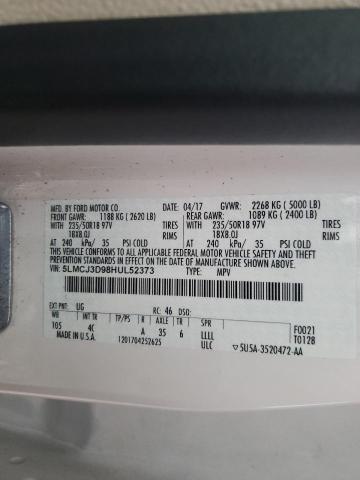 MFD. BY FORD MOTOR CO.
DATE: 04/17 GVWR: 2268 KG ( 5000 LB)
FRONT GAWR: 1188 KG ( 2620 LB) REAR GAWR: 1089 KG ( 2400 LB)
WITH 235/50R18 97V TIRES WITH 235/50R18 97V TIRES
18X8.0J RIMS 18X8.0J RIMS
AT 240 kPa/ 35 PSI COLD AT 240 kPa/ 35 PSI COLD
THIS VEHICLE CONFORMS TO ALL APPLICABLE FEDERAL MOTOR VEHICLE SAFETY, BUMPER, AND THEFT PREVENTION STANDARDS IN EFFECT ON THE DATE OF MANUFACTURE SHOWN ABOVE.
VIN: 5LMCJ3D98HUL52373
TYPE: MPV
EXT PNT: UG RC: 46 DSO:
WB INT TR TP/PS R AXLE TR SPR
105 4C A 35 6 LLLL F0021
MADE IN U.S.A. 1201704252625 ULC T0128
▽5U5A-3520472-AA